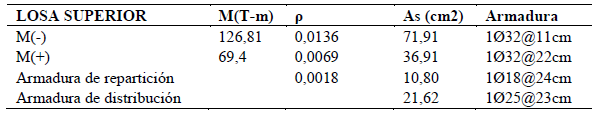 LOSA SUPERIOR M(T-m) ρ As (cm2) Armadura
M(-) 126,81 0,0136 71,91 1Ø32@11cm
M(+) 69,4 0,0069 36,91 1Ø32@22cm
Armadura de repartición 0,0018 10,80 1Ø18@24cm
Armadura de distribución 21,62 1Ø25@23cm